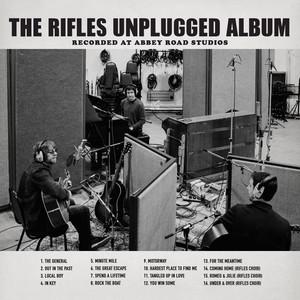 THE RIFLES UNPLUGGED ALBUM
RECORDED AT ABBEY ROAD STUDIOS
1. THE GENERAL
2. OUT IN THE PAST
3. LOCAL BOY
4. IN KEY
5. MINUTE MILE
6. THE GREAT ESCAPE
7. SPEND A LIFETIME
8. ROCK THE BOAT
9. MOTORWAY
10. HARDEST PLACE TO FIND ME
11. TANGLED UP IN LOVE
12. YOU WIN SOME
13. FOR THE MEANTIME
14. COMING HOME (RIFLES CHOIR)
15. ROMEO & JULIE (RIFLES CHOIR)
16. UNDER & OVER (RIFLES CHOIR)